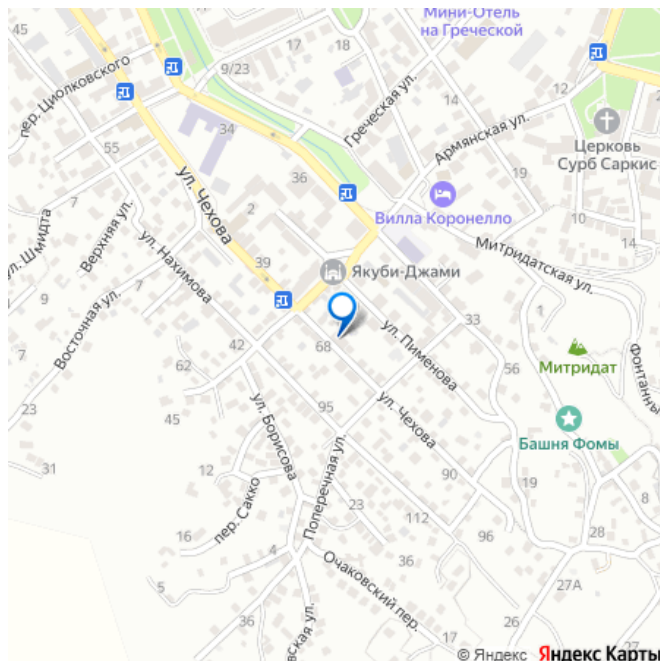 45
Мини-Отель
на Греческой
17
18
9/23
пер. Циолковского
Греческая ул.
14
12
Армянская ул.
34
Церковь
Сурб Саркис
55
36
19
ул. Чехова
Вилла Коронелло
7
2
10
14
ул. Шмидта
Верхняя ул.
ул. Нахимова
Митридатская ул.
39
Якуби-Джами
9
Восточная ул.
1
33
ул. Пименова
42
68
Митридат
62
56
Фонтанны
45
23
95
ул. Чехова
ул. Борисова
Башня Фомы
31
12
90
8
пер. Сакко
Поперечная ул.
19
23
112
16
96
28
4
36
5
Очаковский пер.
27А
36
26
17
27
вская ул.
© Яндекс Яндекс Карты